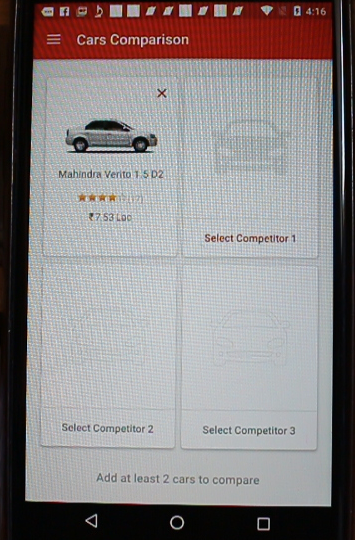 4:16
Cars Comparison
Mahindra Verito 1.5 D2
(17)
₹7.53 Lac
Select Competitor 1
Select Competitor 2
Select Competitor 3
Add at least 2 cars to compare